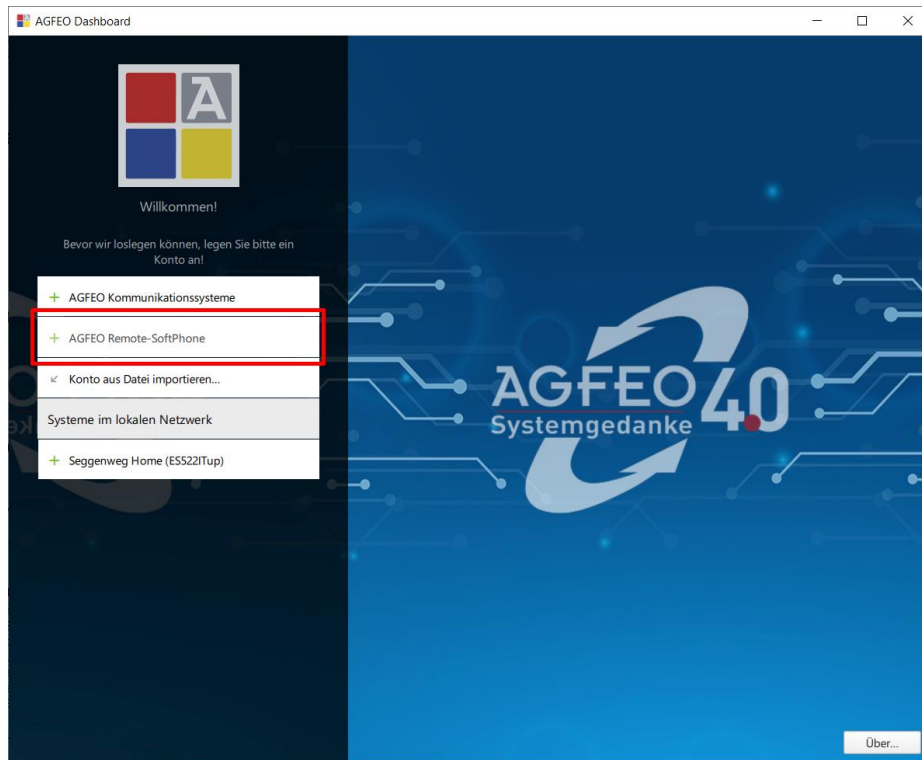 AGFEO Dashboard
A
Willkommen!
Bevor wir loslegen können, legen Sie bitte ein
Konto an!
AGFEO Kommunikationssysteme
AGFEO Remote-SoftPhone
Konto aus Datei importieren...
Systeme im lokalen Netzwerk
Seggenweg Home (ES522ITup)
AGFEO 4.0
Systemgedanke
Über...